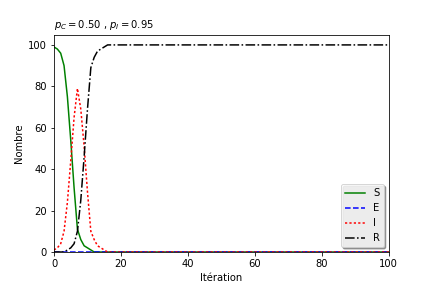 p_C = 0.50 , p_I = 0.95
100
80
60
40
20
0
Nombre
S
E
I
R
0 20 40 60 80 100
Itération